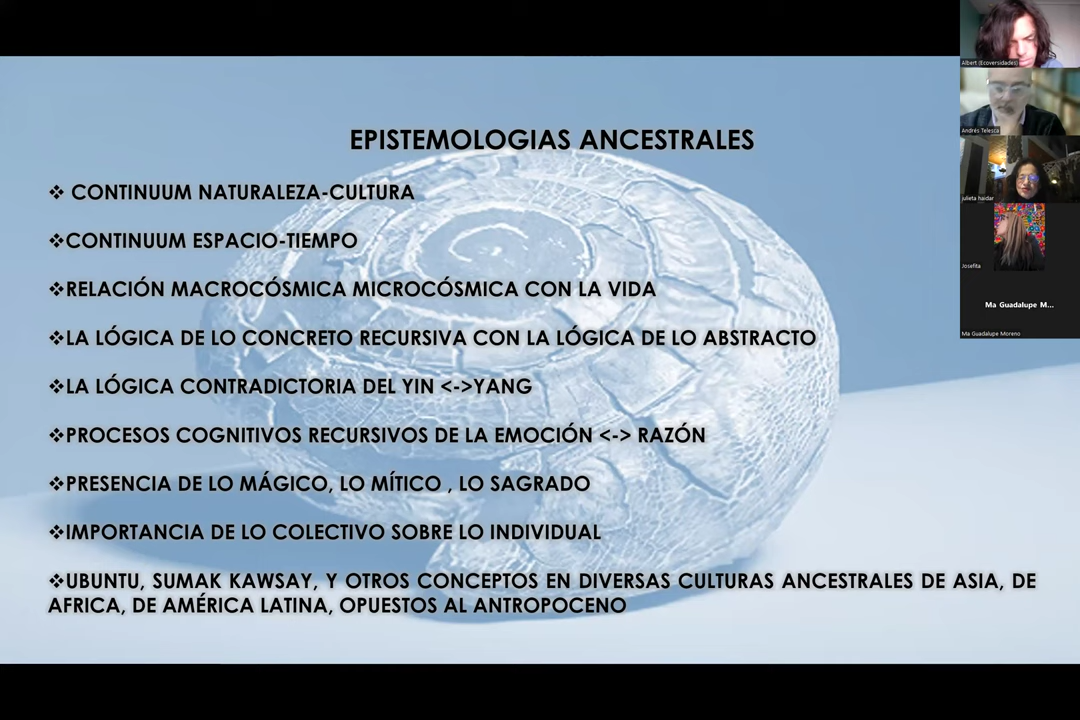 EPISTEMOLOGIAS ANCESTRALES
❖ CONTINUUM NATURALEZA-CULTURA
❖CONTINUUM ESPACIO-TIEMPO
❖RELACIÓN MACROCÓSMICA MICROCÓSMICA CON LA VIDA
❖LA LÓGICA DE LO CONCRETO RECURSIVA CON LA LÓGICA DE LO ABSTRACTO
❖LA LÓGICA CONTRADICTORIA DEL YIN <->YANG
❖PROCESOS COGNITIVOS RECURSIVOS DE LA EMOCIÓN <-> RAZÓN
❖PRESENCIA DE LO MÁGICO, LO MÍTICO , LO SAGRADO
❖IMPORTANCIA DE LO COLECTIVO SOBRE LO INDIVIDUAL
❖UBUNTU, SUMAK KAWSAY, Y OTROS CONCEPTOS EN DIVERSAS CULTURAS ANCESTRALES DE ASIA, DE
AFRICA, DE AMÉRICA LATINA, OPUESTOS AL ANTROPOCENO
Albert (Ecoversidades)
Andrés Telesca
julieta haidar
Josefita
Ma Guadalupe M...
Ma Guadalupe Moreno